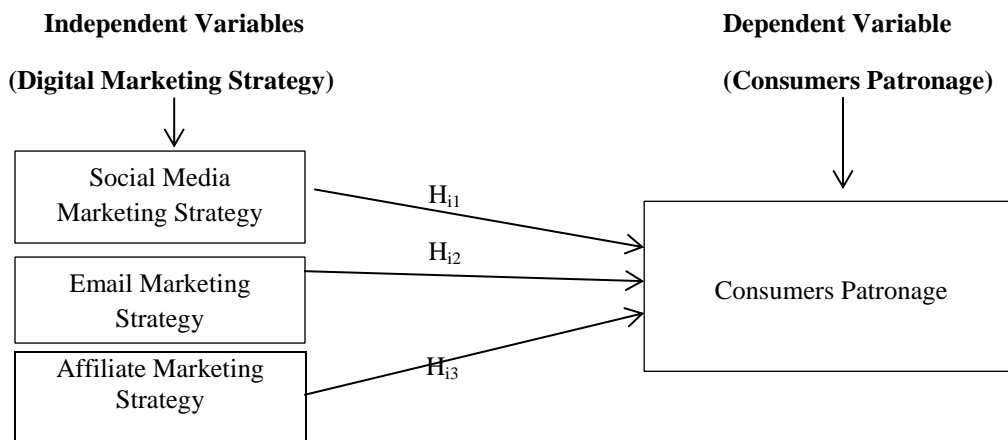 Independent Variables
(Digital Marketing Strategy)
Dependent Variable
(Consumers Patronage)
Social Media
Marketing Strategy
Email Marketing
Strategy
Affiliate Marketing
Strategy
Hi1
Hi2
Hi3
Consumers Patronage